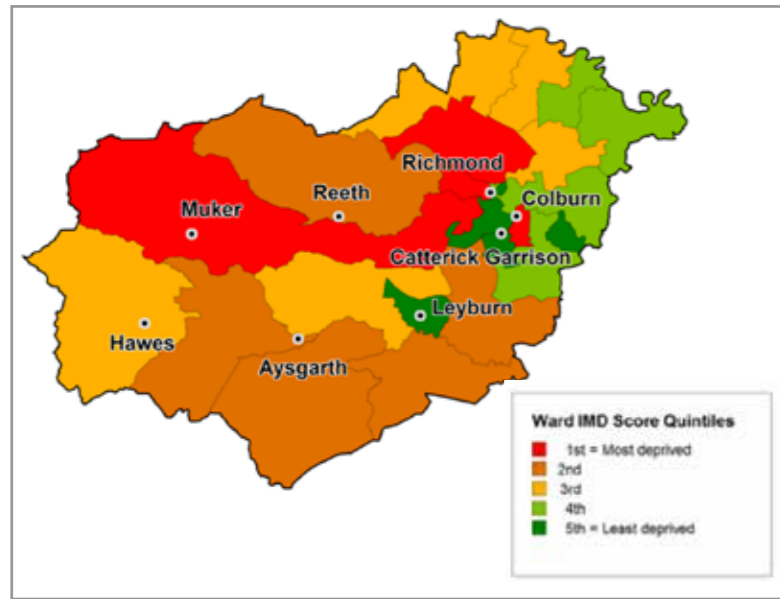 Richmond
Reeth
Colburn
Muker
Catterick Garrison
Leyburn
Hawes
Aysgarth
Ward IMD Score Quintiles
1st = Most deprived
2nd
3rd
4th
5th = Least deprived